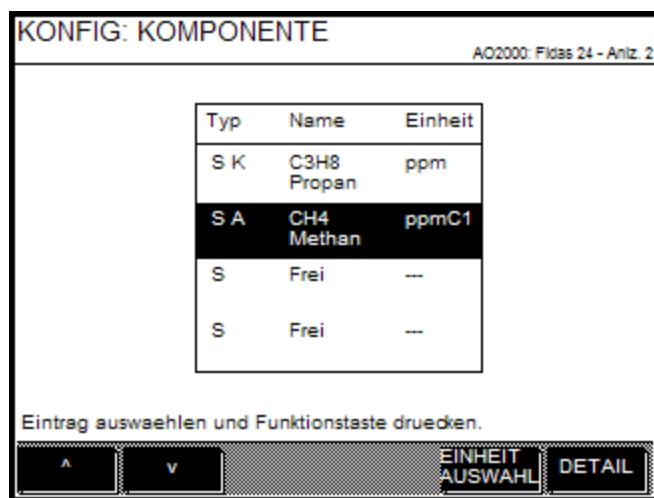 KONFIG: KOMPONENTE
AO2000: Fidas 24 - Anlz. 2
Typ Name Einheit
S K C3H8 ppm
Propan
S A CH4 ppmC1
Methan
S Frei ---
S Frei ---
Eintrag auswaehlen und Funktionstaste druecken.
^ v EINHEIT AUSWAHL DETAIL